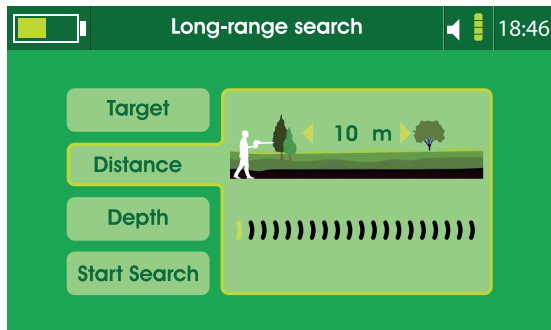 Long-range search
18:46
Target
10 m
Distance
Depth
Start Search